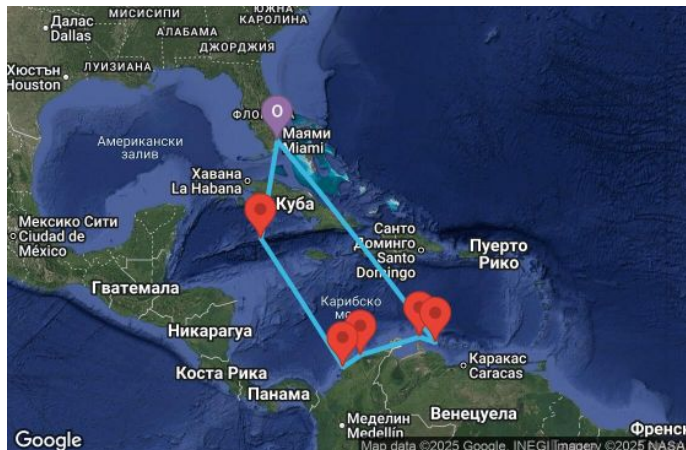 МИСИСИПИ
ЮЖНА
КАРОЛИНА
Далас
Dallas
АЛАБАМА
ДЖОРДЖИЯ
Хюстън
Houston
ЛУИЗИАНА
0
Маями
Miami
Американски
залив
Хавана
La Habana
Куба
Мексико Сити
Ciudad de
México
Санто
Доминго
Santo
Domingo
Пуерто
Рико
Гватемала
Карибско
Никарагуа
Коста Рика
Каракас
Caracas
Панама
Меделин
Medellín
Венецуела
Google
Map data ©2025 Google, INEGI Imagery ©2025 NASA